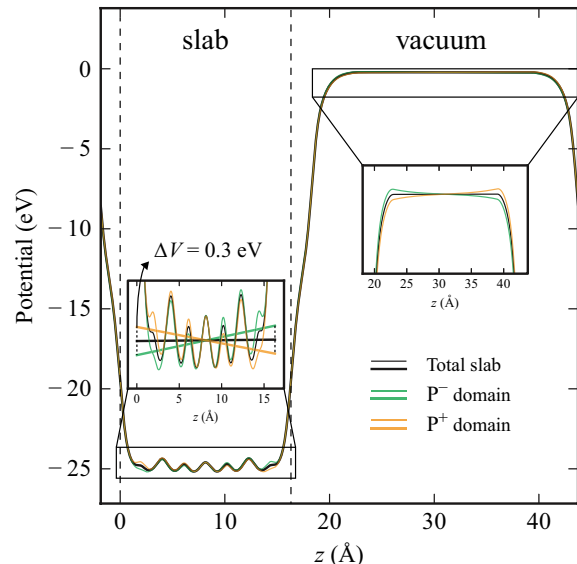 slab vacuum
0
−5
−10
−15
−20
−25
Potential (eV)
ΔV = 0.3 eV
0 5 10 15
z (Å)
20 25 30 35 40
z (Å)
Total slab
P⁻ domain
P⁺ domain
0 10 20 30 40
z (Å)